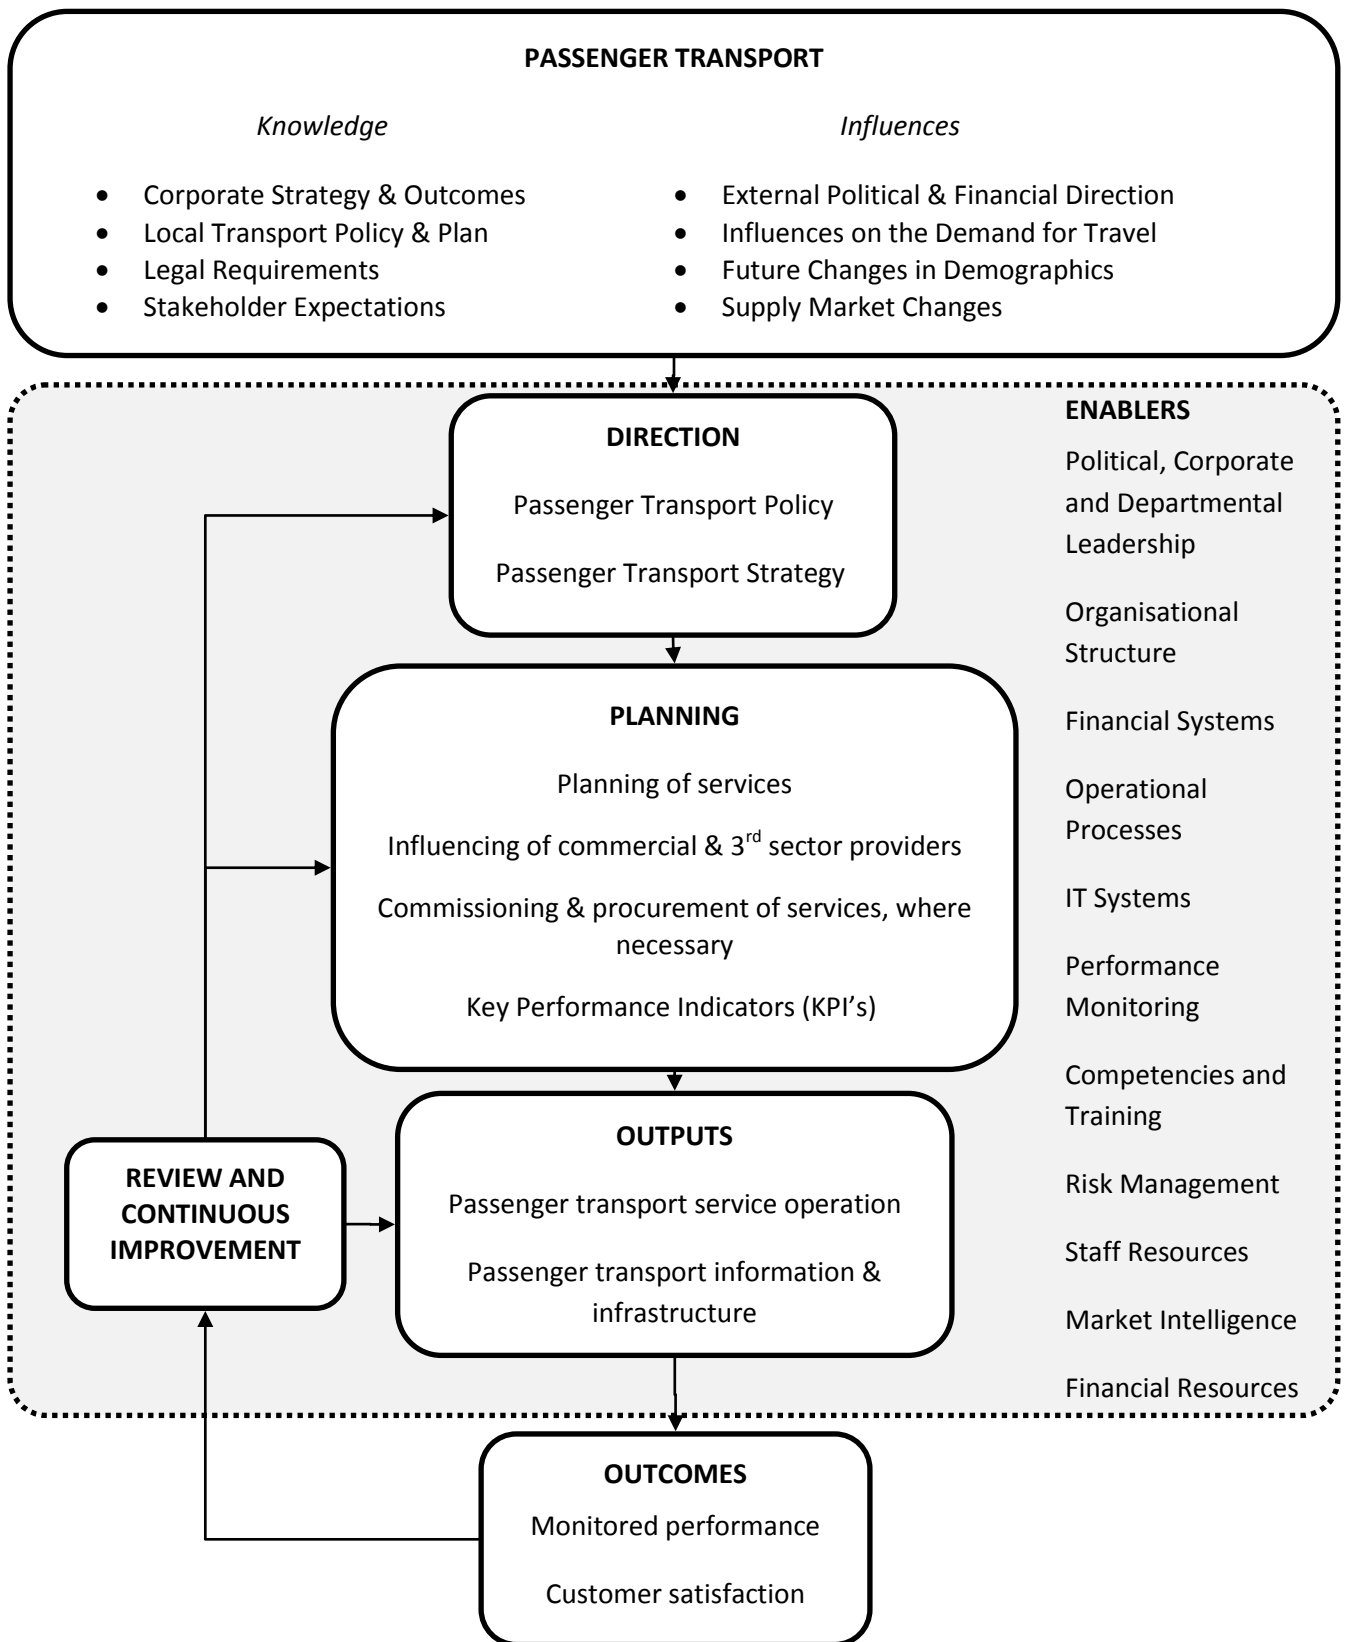 PASSENGER TRANSPORT
Knowledge
• Corporate Strategy & Outcomes
• Local Transport Policy & Plan
• Legal Requirements
• Stakeholder Expectations
Influences
• External Political & Financial Direction
• Influences on the Demand for Travel
• Future Changes in Demographics
• Supply Market Changes
DIRECTION
Passenger Transport Policy
Passenger Transport Strategy
PLANNING
Planning of services
Influencing of commercial & 3rd sector providers
Commissioning & procurement of services, where
necessary
Key Performance Indicators (KPI's)
OUTPUTS
Passenger transport service operation
Passenger transport information &
infrastructure
REVIEW AND
CONTINUOUS
IMPROVEMENT
OUTCOMES
Monitored performance
Customer satisfaction
ENABLERS
Political, Corporate
and Departmental
Leadership
Organisational
Structure
Financial Systems
Operational
Processes
IT Systems
Performance
Monitoring
Competencies and
Training
Risk Management
Staff Resources
Market Intelligence
Financial Resources